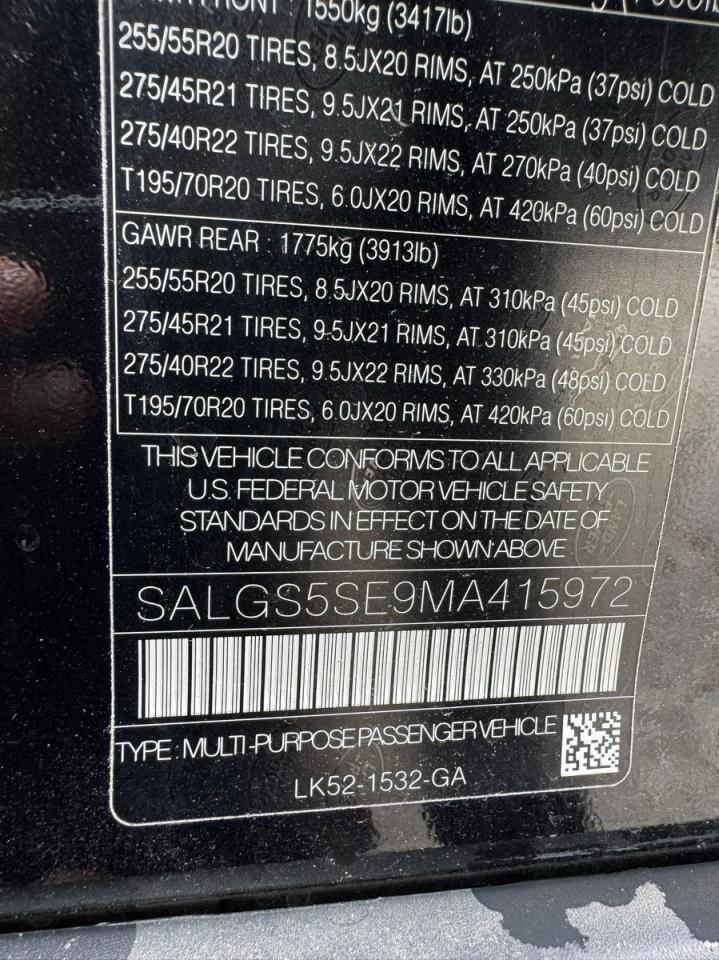 FRONT : 1550kg (3417lb)
255/55R20 TIRES, 8.5JX20 RIMS, AT 250kPa (37psi) COLD
275/45R21 TIRES, 9.5JX21 RIMS, AT 250kPa (37psi) COLD
275/40R22 TIRES, 9.5JX22 RIMS, AT 270kPa (40psi) COLD
T195/70R20 TIRES, 6.0JX20 RIMS, AT 420kPa (60psi) COLD
GAWR REAR : 1775kg (3913lb)
255/55R20 TIRES, 8.5JX20 RIMS, AT 310kPa (45psi) COLD
275/45R21 TIRES, 9.5JX21 RIMS, AT 310kPa (45psi) COLD
275/40R22 TIRES, 9.5JX22 RIMS, AT 330kPa (48psi) COLD
T195/70R20 TIRES, 6.0JX20 RIMS, AT 420kPa (60psi) COLD
THIS VEHICLE CONFORMS TO ALL APPLICABLE
U.S. FEDERAL MOTOR VEHICLE SAFETY
STANDARDS IN EFFECT ON THE DATE OF
MANUFACTURE SHOWN ABOVE
SALGS5SE9MA415972
TYPE : MULTI-PURPOSE PASSENGER VEHICLE
LK52-1532-GA